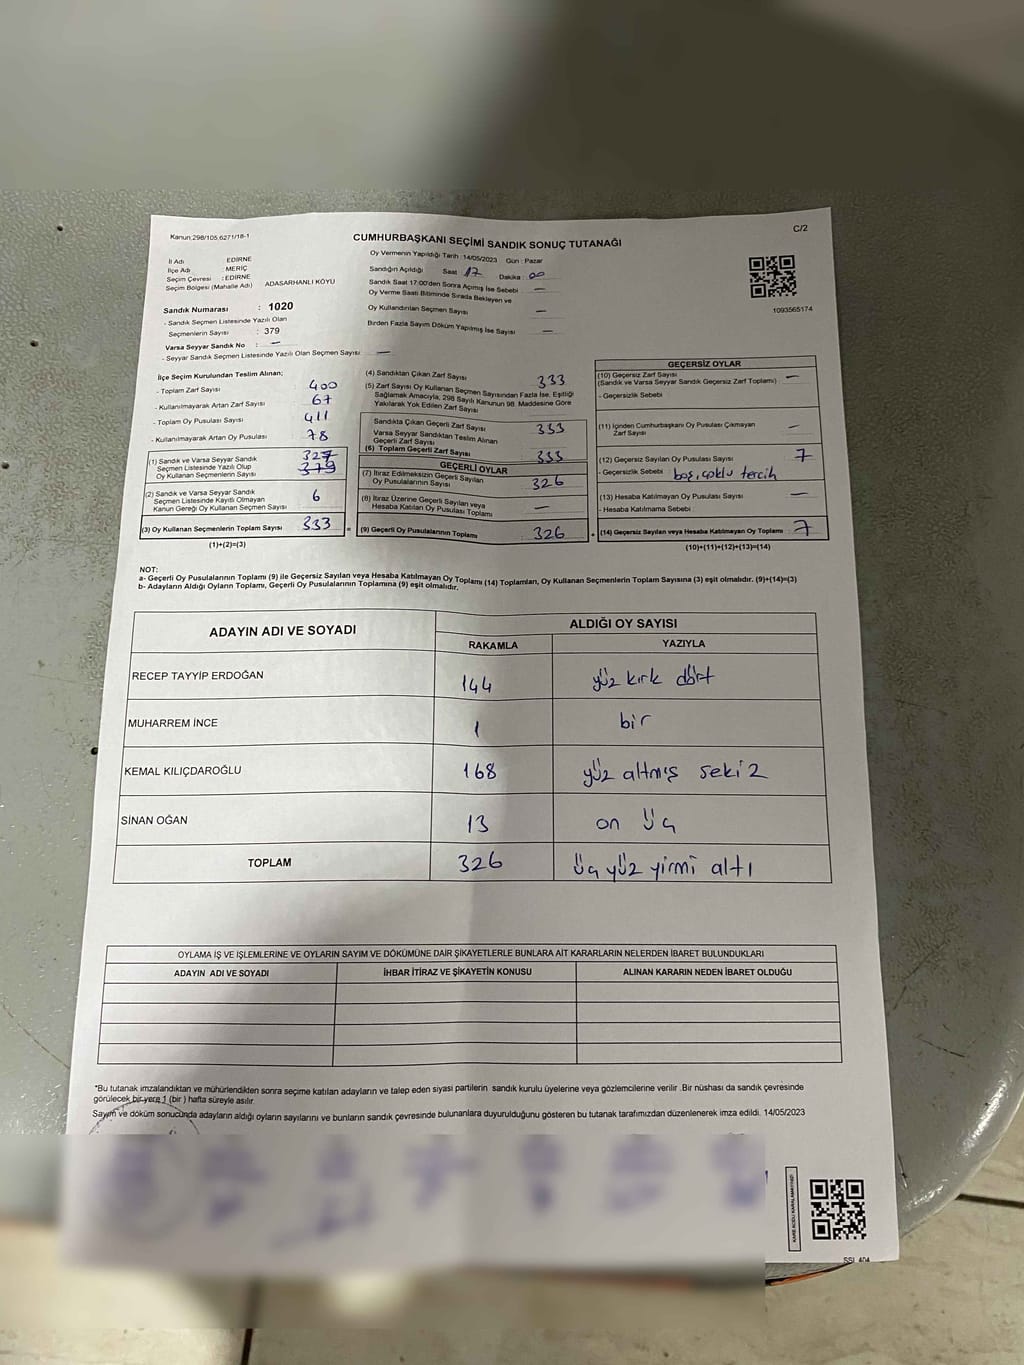 Kanun:298/105,6271/18-1
C/2
CUMHURBAŞKANI SEÇİMİ SANDIK SONUÇ TUTANAĞI
İl Adı EDİRNE
İlçe Adı MERİÇ
Seçim Çevresi : EDİRNE
Seçim Bölgesi (Mahalle Adı) ADASARHANLI KÖYÜ
Sandık Numarası : 1020
- Sandık Seçmen Listesinde Yazılı Olan
Seçmenlerin Sayısı : 379
Varsa Seyyar Sandık No : —
- Seyyar Sandık Seçmen Listesinde Yazılı Olan Seçmen Sayısı —
Oy Vermenin Yapıldığı Tarih : 14/05/2023 Gün : Pazar
Sandığın Açıldığı Saat 17 Dakika : 00
Sandık Saat 17:00'den Sonra Açılmış İse Sebebi —
Oy Verme Saati Bitiminde Sırada Bekleyen ve
Oy Kullandırılan Seçmen Sayısı —
Birden Fazla Sayım Döküm Yapılmış İse Sayısı —
1093565174
İlçe Seçim Kurulundan Teslim Alınan;
- Toplam Zarf Sayısı 400
- Kullanılmayarak Artan Zarf Sayısı 67
- Toplam Oy Pusulası Sayısı 411
- Kullanılmayarak Artan Oy Pusulası 78
(1) Sandık ve Varsa Seyyar Sandık 327
Seçmen Listesinde Yazılı Olup 379
Oy Kullanan Seçmenlerin Sayısı
(2) Sandık ve Varsa Seyyar Sandık
Seçmen Listesinde Kayıtlı Olmayan 6
Kanun Gereği Oy Kullanan Seçmen Sayısı
(3) Oy Kullanan Seçmenlerin Toplam Sayısı 333 =
(1)+(2)=(3)
(4) Sandıktan Çıkan Zarf Sayısı 333
(5) Zarf Sayısı Oy Kullanan Seçmen Sayısından Fazla İse, Eşitliği
Sağlamak Amacıyla, 298 Sayılı Kanunun 98. Maddesine Göre
Yakılarak Yok Edilen Zarf Sayısı
Sandıkta Çıkan Geçerli Zarf Sayısı 333
Varsa Seyyar Sandıktan Teslim Alınan
Geçerli Zarf Sayısı
(6) Toplam Geçerli Zarf Sayısı 333
GEÇERLİ OYLAR
(7) İtiraz Edilmeksizin Geçerli Sayılan
Oy Pusulalarının Sayısı 326
(8) İtiraz Üzerine Geçerli Sayılan veya
Hesaba Katılan Oy Pusulası Toplamı —
(9) Geçerli Oy Pusulalarının Toplamı 326 +
GEÇERSİZ OYLAR
(10) Geçersiz Zarf Sayısı —
(Sandık ve Varsa Seyyar Sandık Geçersiz Zarf Toplamı)
- Geçersizlik Sebebi
(11) İçinden Cumhurbaşkanı Oy Pusulası Çıkmayan
Zarf Sayısı —
(12) Geçersiz Sayılan Oy Pusulası Sayısı 7
- Geçersizlik Sebebi boş, çoklu tercih
(13) Hesaba Katılmayan Oy Pusulası Sayısı —
- Hesaba Katılmama Sebebi
(14) Geçersiz Sayılan veya Hesaba Katılmayan Oy Toplamı 7
(10)+(11)+(12)+(13)=(14)
NOT:
a- Geçerli Oy Pusulalarının Toplamı (9) ile Geçersiz Sayılan veya Hesaba Katılmayan Oy Toplamı (14) Toplamları, Oy Kullanan Seçmenlerin Toplam Sayısına (3) eşit olmalıdır. (9)+(14)=(3)
b- Adayların Aldığı Oyların Toplamı, Geçerli Oy Pusulalarının Toplamına (9) eşit olmalıdır.
ADAYIN ADI VE SOYADI ALDIĞI OY SAYISI
RAKAMLA YAZIYLA
RECEP TAYYİP ERDOĞAN 144 yüz kırk dört
MUHARREM İNCE 1 bir
KEMAL KILIÇDAROĞLU 168 yüz altmış sekiz
SİNAN OĞAN 13 on üç
TOPLAM 326 üç yüz yirmi altı
OYLAMA İŞ VE İŞLEMLERİNE VE OYLARIN SAYIM VE DÖKÜMÜNE DAİR ŞİKAYETLERLE BUNLARA AİT KARARLARIN NELERDEN İBARET BULUNDUKLARI
ADAYIN ADI VE SOYADI İHBAR İTİRAZ VE ŞİKAYETİN KONUSU ALINAN KARARIN NEDEN İBARET OLDUĞU
*Bu tutanak imzalandıktan ve mühürlendikten sonra seçime katılan adayların ve talep eden siyasi partilerin sandık kurulu üyelerine veya gözlemcilerine verilir .Bir nüshası da sandık çevresinde
görülecek bir yere 1 (bir ) hafta süreyle asılır.
Sayım ve döküm sonucunda adayların aldığı oyların sayılarını ve bunların sandık çevresinde bulunanlara duyurulduğunu gösteren bu tutanak tarafımızdan düzenlenerek imza edildi. 14/05/2023
KARE KODU KARALAMAYINIZ!
SSI_404